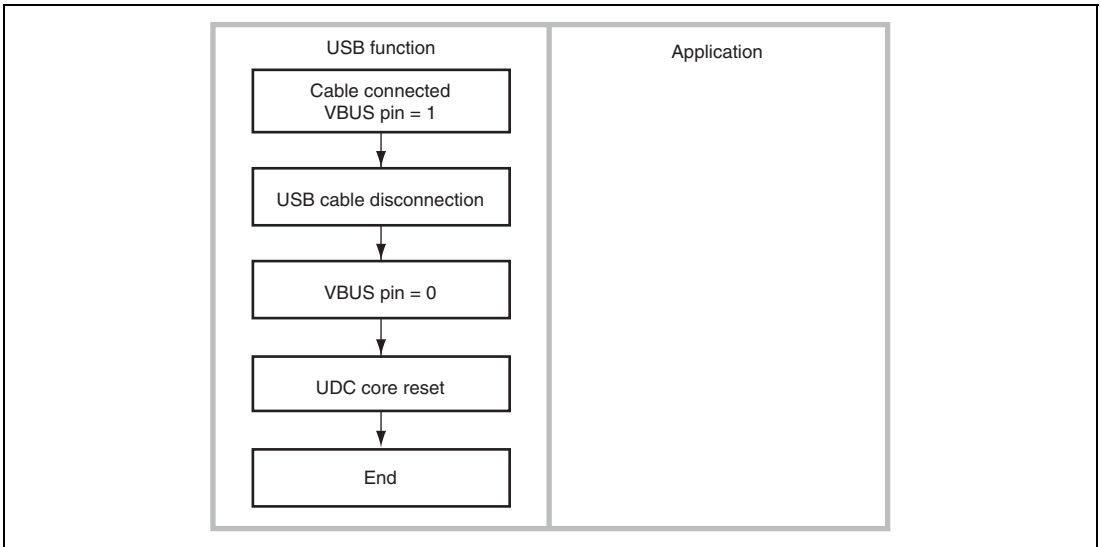 USB function
Application
Cable connected
VBUS pin = 1
USB cable disconnection
VBUS pin = 0
UDC core reset
End